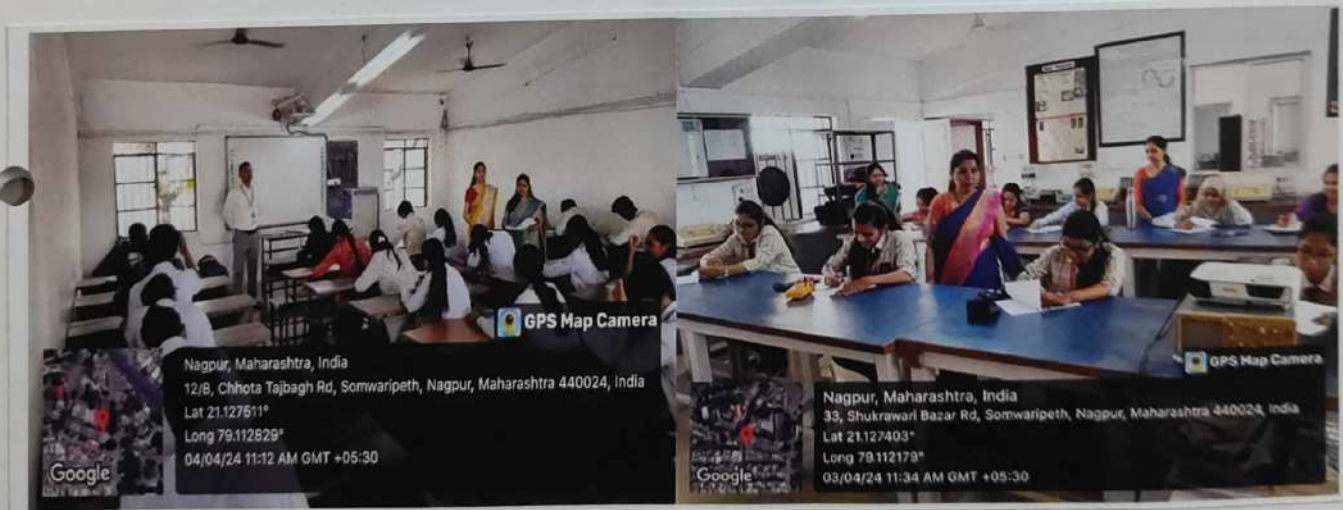 GPS Map Camera
Nagpur, Maharashtra, India
12/B, Chhota Tajbagh Rd, Somwaripeth, Nagpur, Maharashtra 440024, India
Lat 21.127511°
Long 79.112829°
04/04/24 11:12 AM GMT +05:30
Google
GPS Map Camera
Nagpur, Maharashtra, India
33, Shukrawari Bazar Rd, Somwaripeth, Nagpur, Maharashtra 440024, India
Lat 21.127403°
Long 79.112179°
03/04/24 11:34 AM GMT +05:30
Google